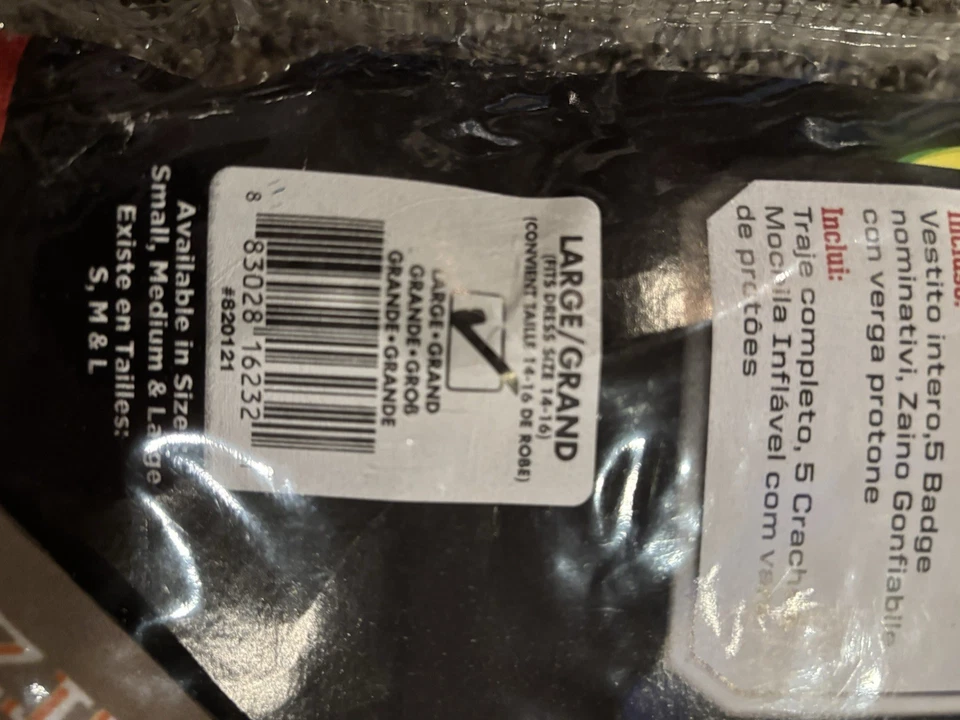 Incluso:
Vestito intero,5 Badge
nominativi, Zaino Gonfiabile
con verga protone
Inclui:
Traje completo, 5 Crach
Mochila Inflável com
de protões
LARGE/GRAND
(FITS DRESS SIZE 14-16)
(CONVIENT TAILLE 14-16 DE ROBE)
LARGE•GRAND
GRANDE•GROß
GRANDE•GRANDE
8 83028 16232 1
#820121
Available in Sizes
Small, Medium & Large
Existe en Tailles:
S, M & L